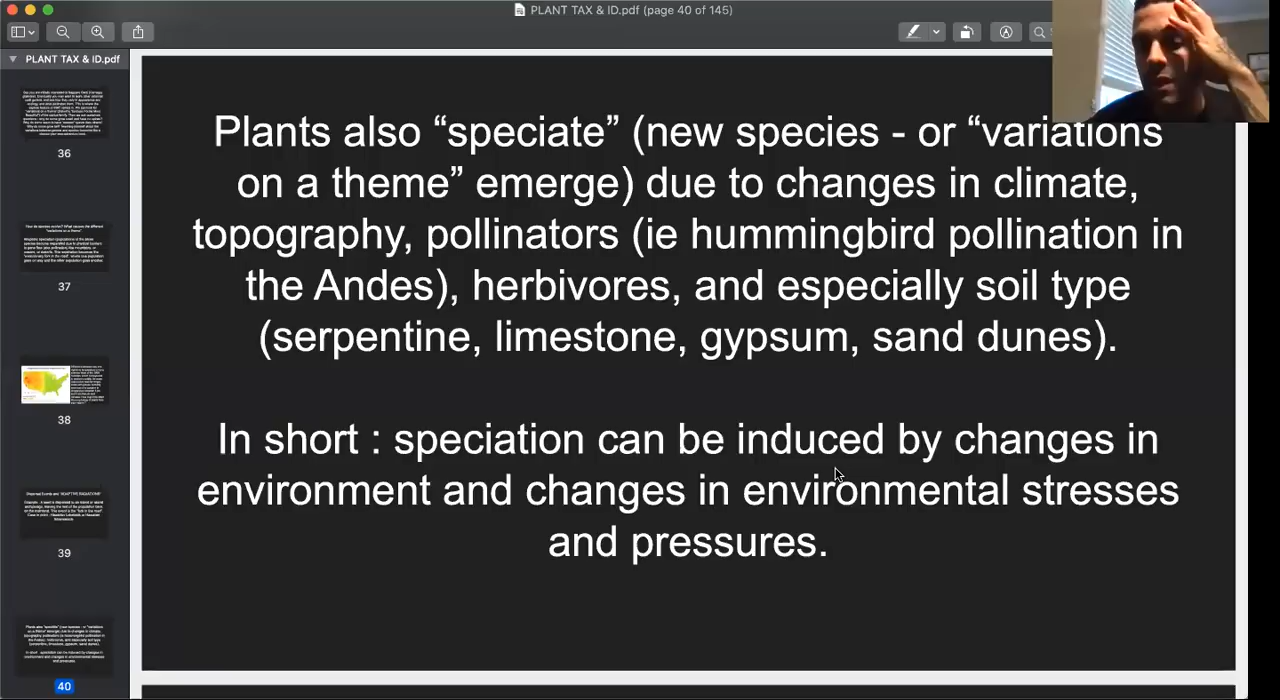 PLANT TAX & ID.pdf (page 40 of 145)
PLANT TAX & ID.pdf
36
37
38
39
40
Plants also “speciate” (new species - or “variations
on a theme” emerge) due to changes in climate,
topography, pollinators (ie hummingbird pollination in
the Andes), herbivores, and especially soil type
(serpentine, limestone, gypsum, sand dunes).
In short : speciation can be induced by changes in
environment and changes in environmental stresses
and pressures.